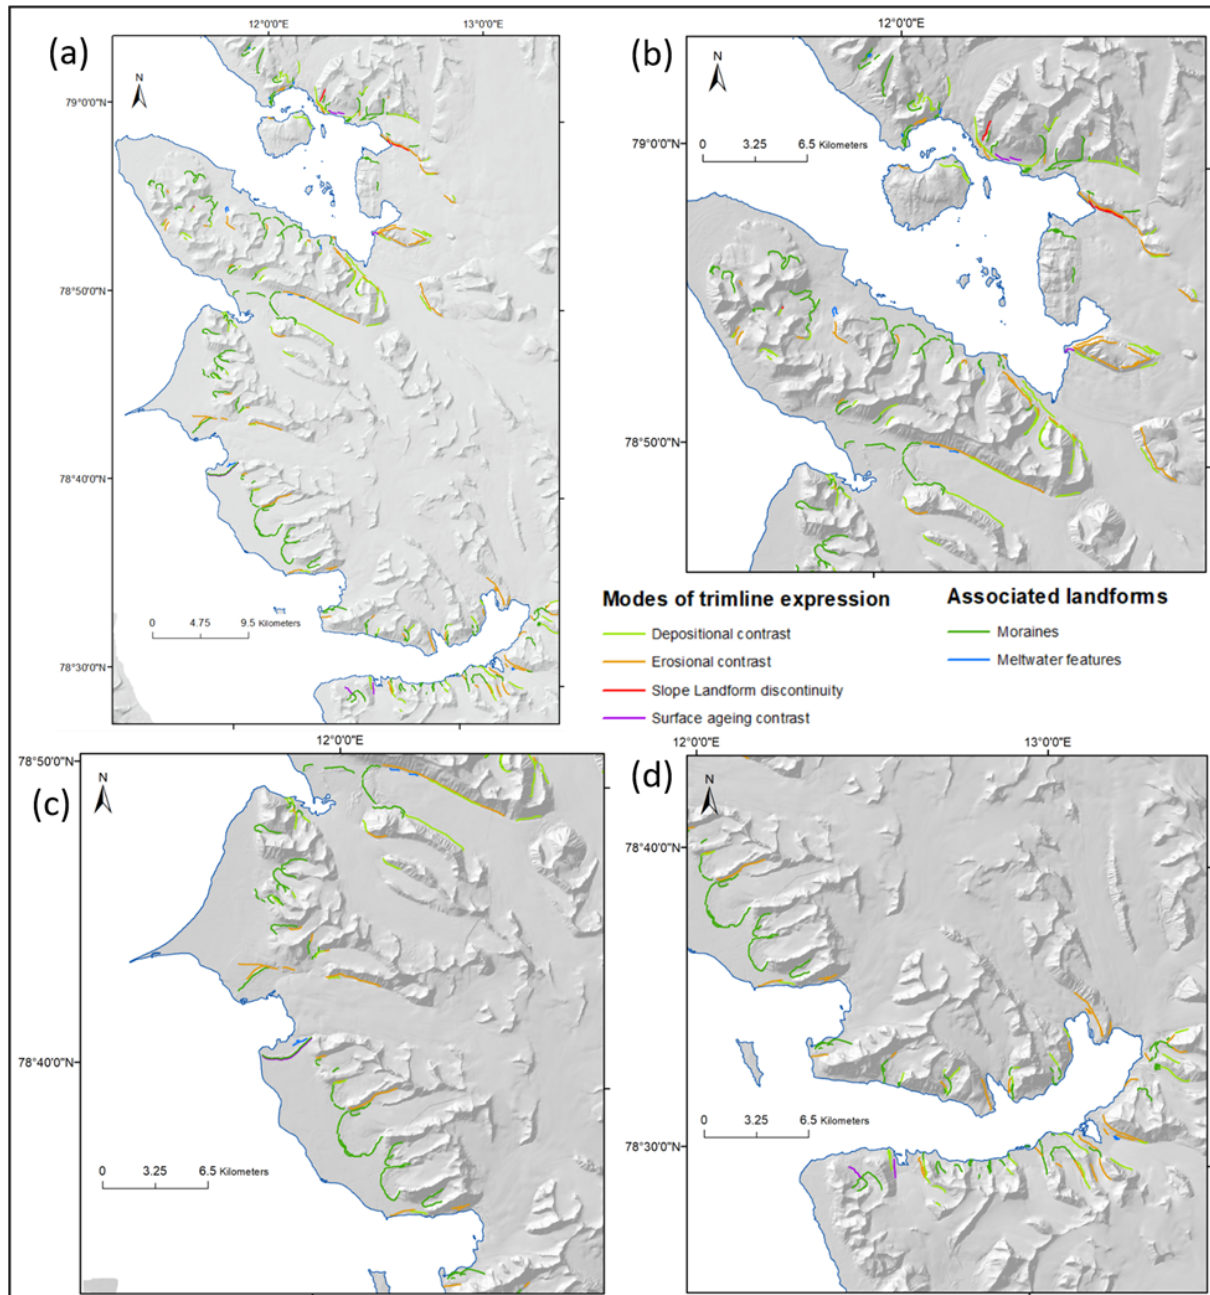 12°0'0"E 13°0'0"E
(a)
N
79°0'0"N
78°50'0"N
78°40'0"N
78°30'0"N
0 4.75 9.5 Kilometers
12°0'0"E
(b)
N
0 3.25 6.5 Kilometers
79°0'0"N
78°50'0"N
Modes of trimline expression
Depositional contrast
Erosional contrast
Slope Landform discontinuity
Surface ageing contrast
Associated landforms
Moraines
Meltwater features
12°0'0"E
78°50'0"N
(c)
N
78°40'0"N
0 3.25 6.5 Kilometers
12°0'0"E 13°0'0"E
(d)
N
78°40'0"N
0 3.25 6.5 Kilometers
78°30'0"N